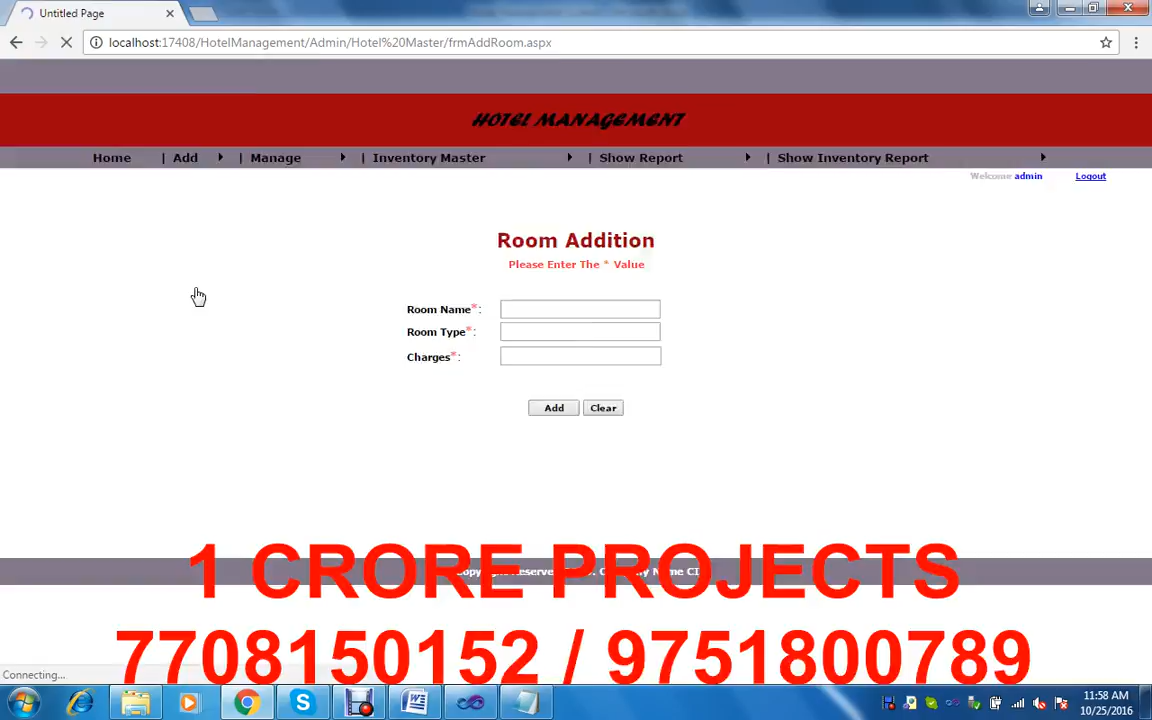 Untitled Page
localhost:17408/HotelManagement/Admin/Hotel%20Master/frmAddRoom.aspx
HOTEL MANAGEMENT
Home | Add | Manage | Inventory Master | Show Report | Show Inventory Report
Welcome admin Logout
Room Addition
Please Enter The * Value
Room Name*:
Room Type*:
Charges*:
Add Clear
1 CRORE PROJECTS
7708150152 / 9751800789
Connecting...
11:58 AM
10/25/2016